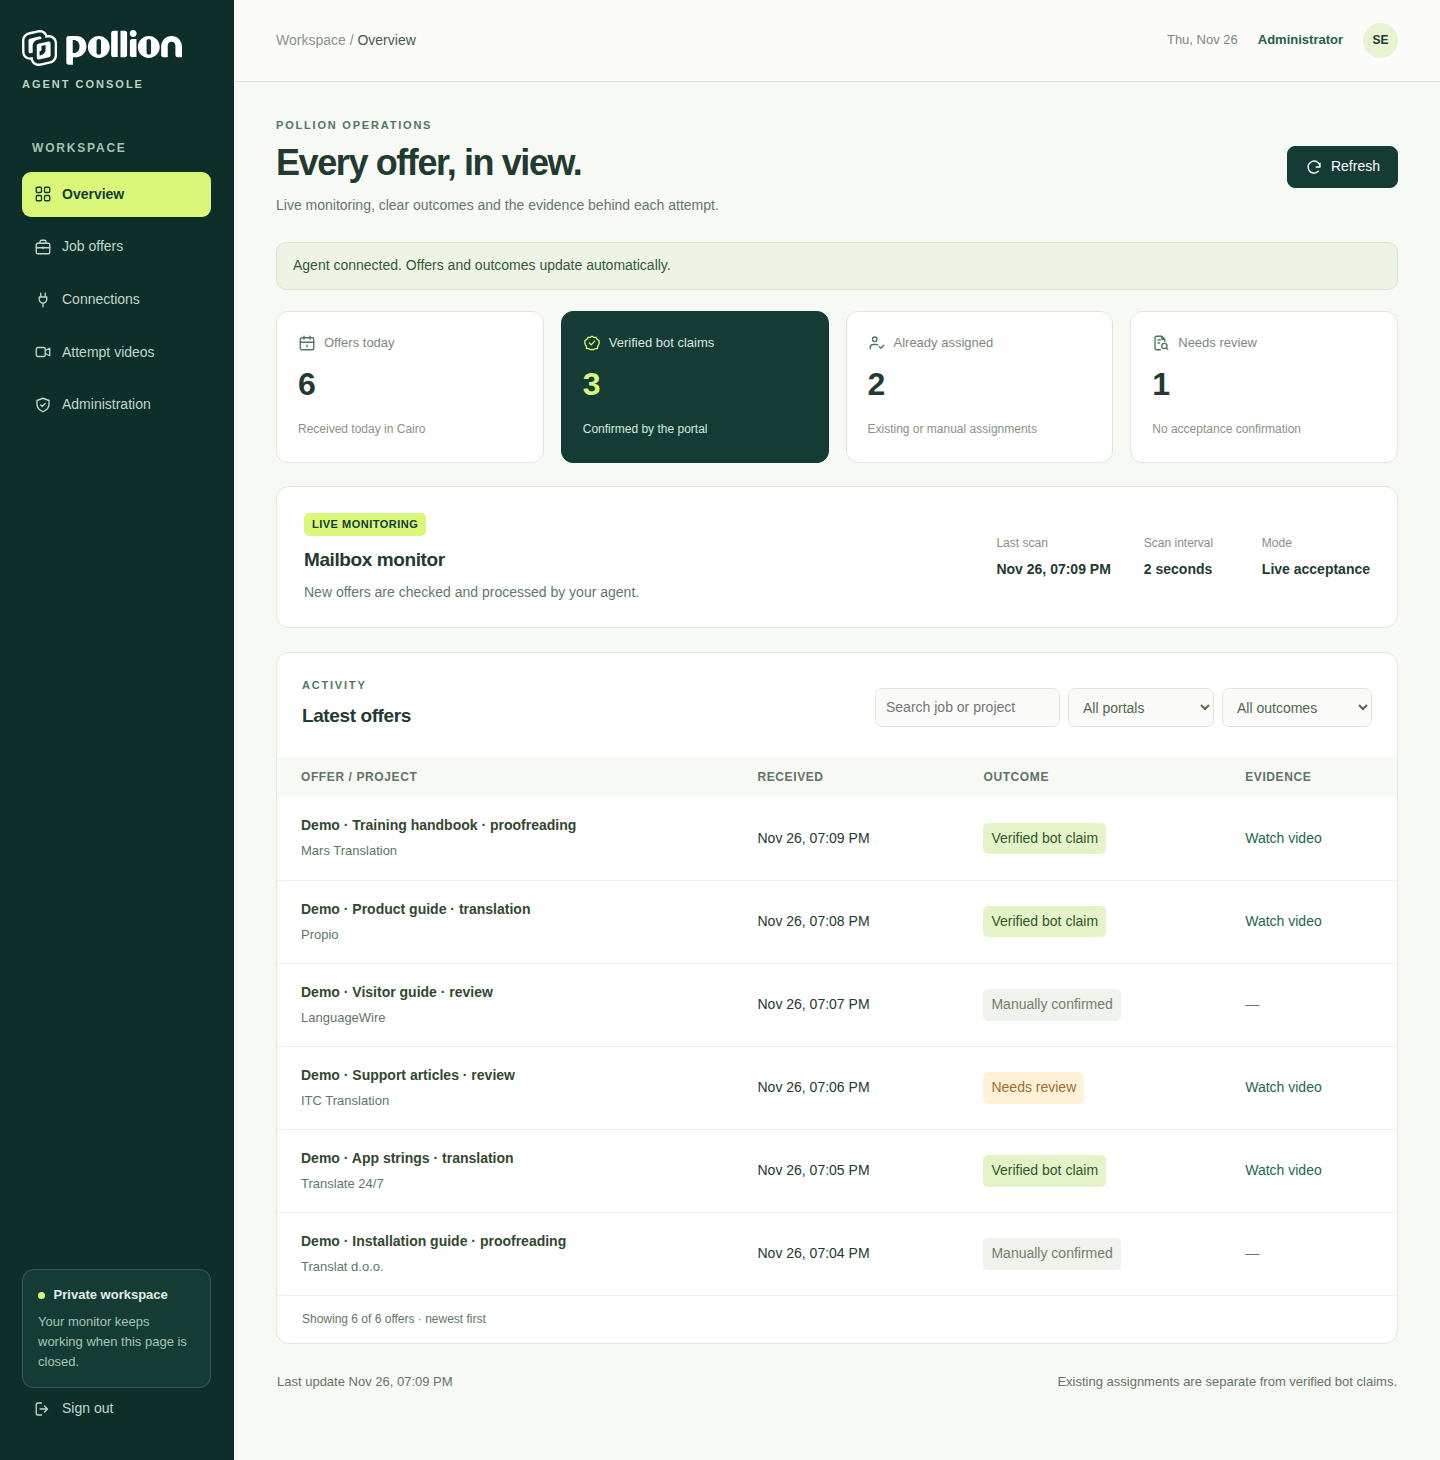 pollion
AGENT CONSOLE
WORKSPACE
Overview
Job offers
Connections
Attempt videos
Administration
Private workspace
Your monitor keeps
working when this page is
closed.
Sign out
Workspace / Overview
Thu, Nov 26
Administrator
SE
POLLION OPERATIONS
Every offer, in view.
Live monitoring, clear outcomes and the evidence behind each attempt.
Refresh
Agent connected. Offers and outcomes update automatically.
Offers today
6
Received today in Cairo
Verified bot claims
3
Confirmed by the portal
Already assigned
2
Existing or manual assignments
Needs review
1
No acceptance confirmation
LIVE MONITORING
Mailbox monitor
New offers are checked and processed by your agent.
Last scan
Nov 26, 07:09 PM
Scan interval
2 seconds
Mode
Live acceptance
ACTIVITY
Latest offers
Search job or project
All portals
All outcomes
OFFER / PROJECT RECEIVED OUTCOME EVIDENCE
Demo · Training handbook · proofreading
Mars Translation
Nov 26, 07:09 PM
Verified bot claim
Watch video
Demo · Product guide · translation
Propio
Nov 26, 07:08 PM
Verified bot claim
Watch video
Demo · Visitor guide · review
LanguageWire
Nov 26, 07:07 PM
Manually confirmed
—
Demo · Support articles · review
ITC Translation
Nov 26, 07:06 PM
Needs review
Watch video
Demo · App strings · translation
Translate 24/7
Nov 26, 07:05 PM
Verified bot claim
Watch video
Demo · Installation guide · proofreading
Translat d.o.o.
Nov 26, 07:04 PM
Manually confirmed
—
Showing 6 of 6 offers · newest first
Last update Nov 26, 07:09 PM
Existing assignments are separate from verified bot claims.